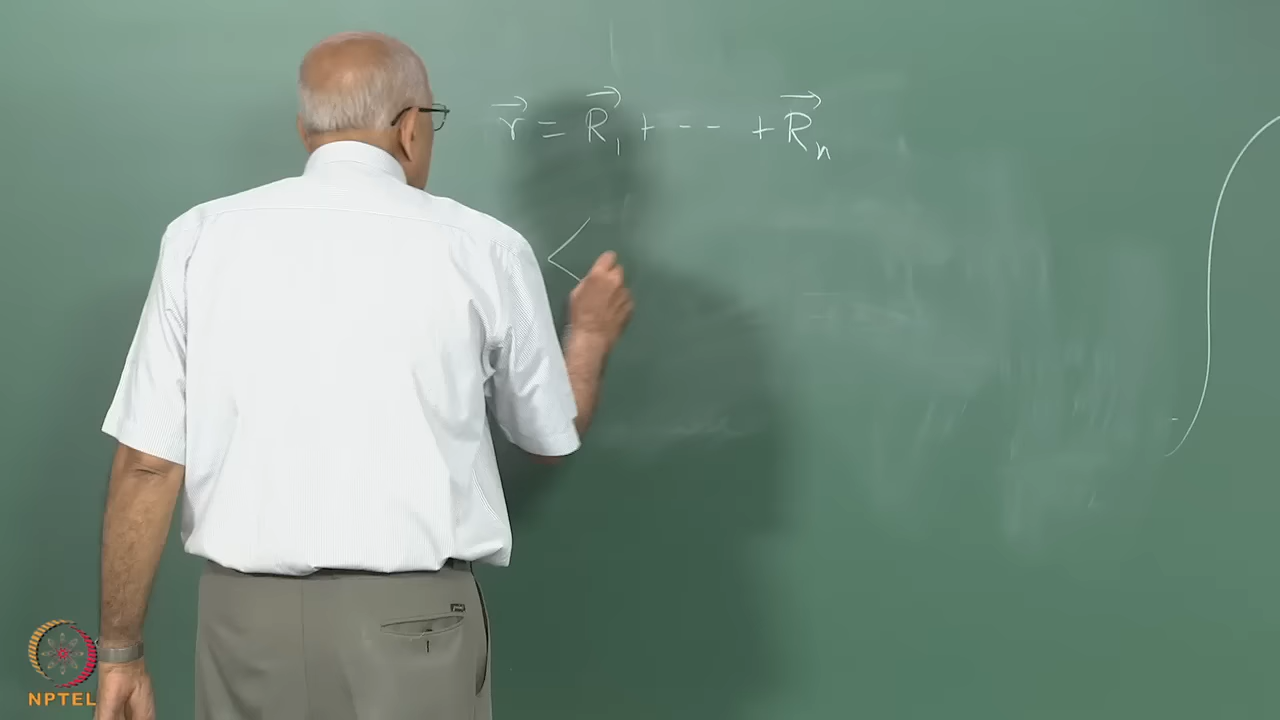 r⃗ = R⃗₁ + -- + R⃗ₙ
<
NPTEL